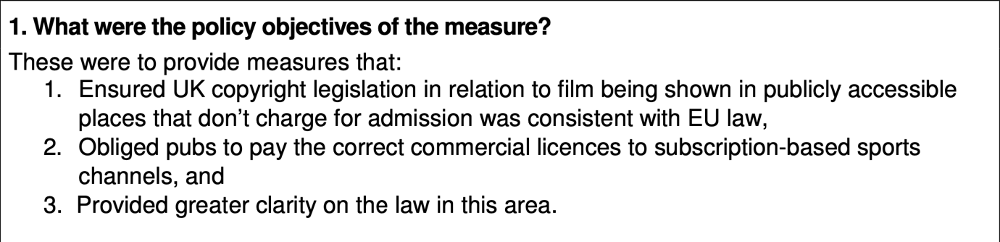 1. What were the policy objectives of the measure?
These were to provide measures that:
1. Ensured UK copyright legislation in relation to film being shown in publicly accessible
places that don’t charge for admission was consistent with EU law,
2. Obliged pubs to pay the correct commercial licences to subscription-based sports
channels, and
3. Provided greater clarity on the law in this area.